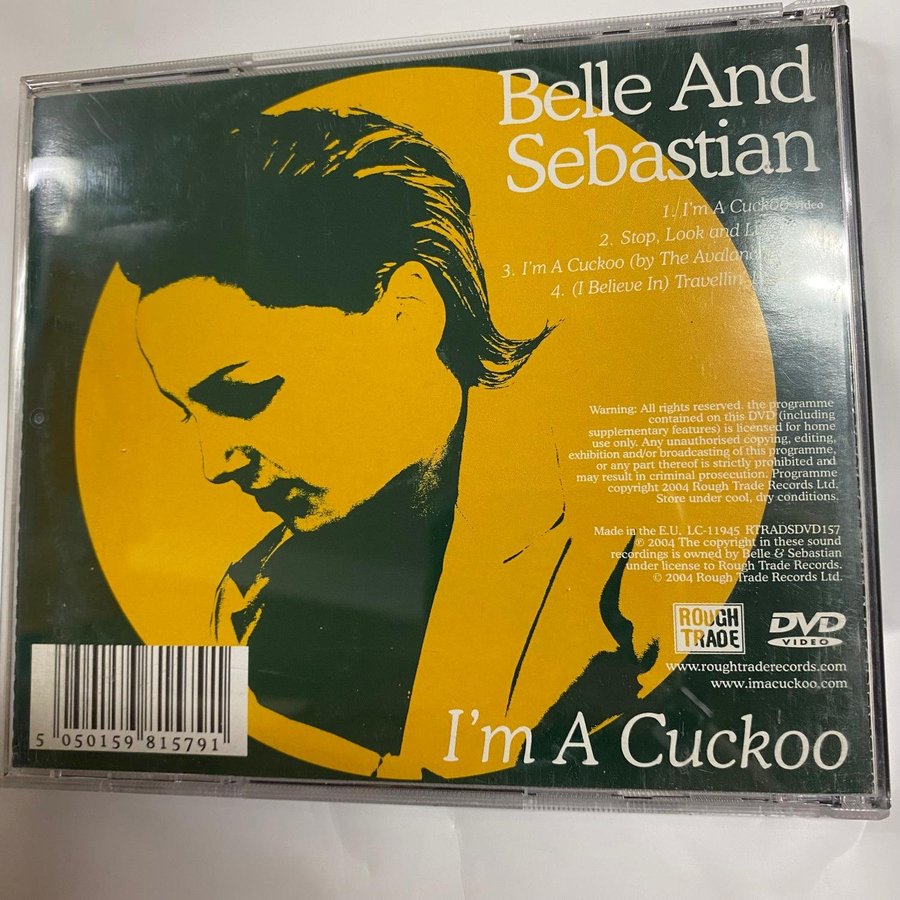 Belle And
Sebastian
1. I'm A Cuckoo video
2. Stop, Look and
3. I'm A Cuckoo (by The
4. (I Believe In) Travellin
Warning: All rights reserved. the programme
contained on this DVD (including
supplementary features) is licensed for home
use only. Any unauthorised copying, editing,
exhibition and/or broadcasting of this programme,
or any part thereof is strictly prohibited and
may result in criminal prosecution. Programme
copyright 2004 Rough Trade Records Ltd.
Store under cool, dry conditions.
Made in the E.U. LC-11945 RTRADSDVD157
℗ 2004 The copyright in these sound
recordings is owned by Belle & Sebastian
under license to Rough Trade Records.
© 2004 Rough Trade Records Ltd.
ROUGH
TRADE
DVD
VIDEO
www.roughtraderecords.com
www.imacuckoo.com
5 050159 815791
I'm A Cuckoo